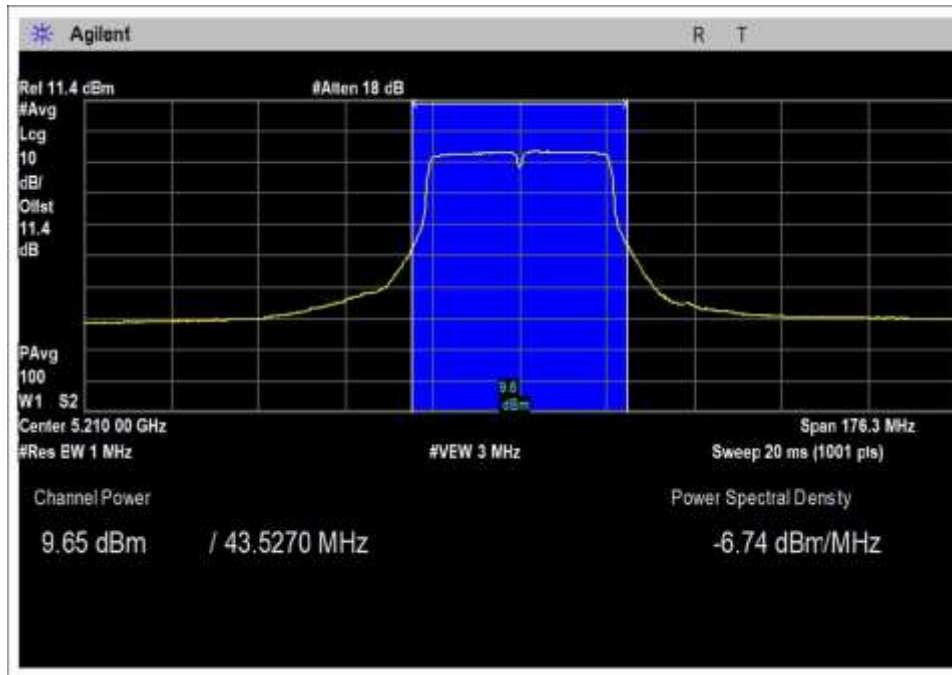 Agilent R T
Ref 11.4 dBm #Atten 18 dB
#Avg
Log
10
dB/
Offst
11.4
dB
PAvg
100
W1 S2
9.6
dBm
Center 5.210 00 GHz Span 176.3 MHz
#Res BW 1 MHz #VBW 3 MHz Sweep 20 ms (1001 pts)
Channel Power Power Spectral Density
9.65 dBm / 43.5270 MHz -6.74 dBm/MHz